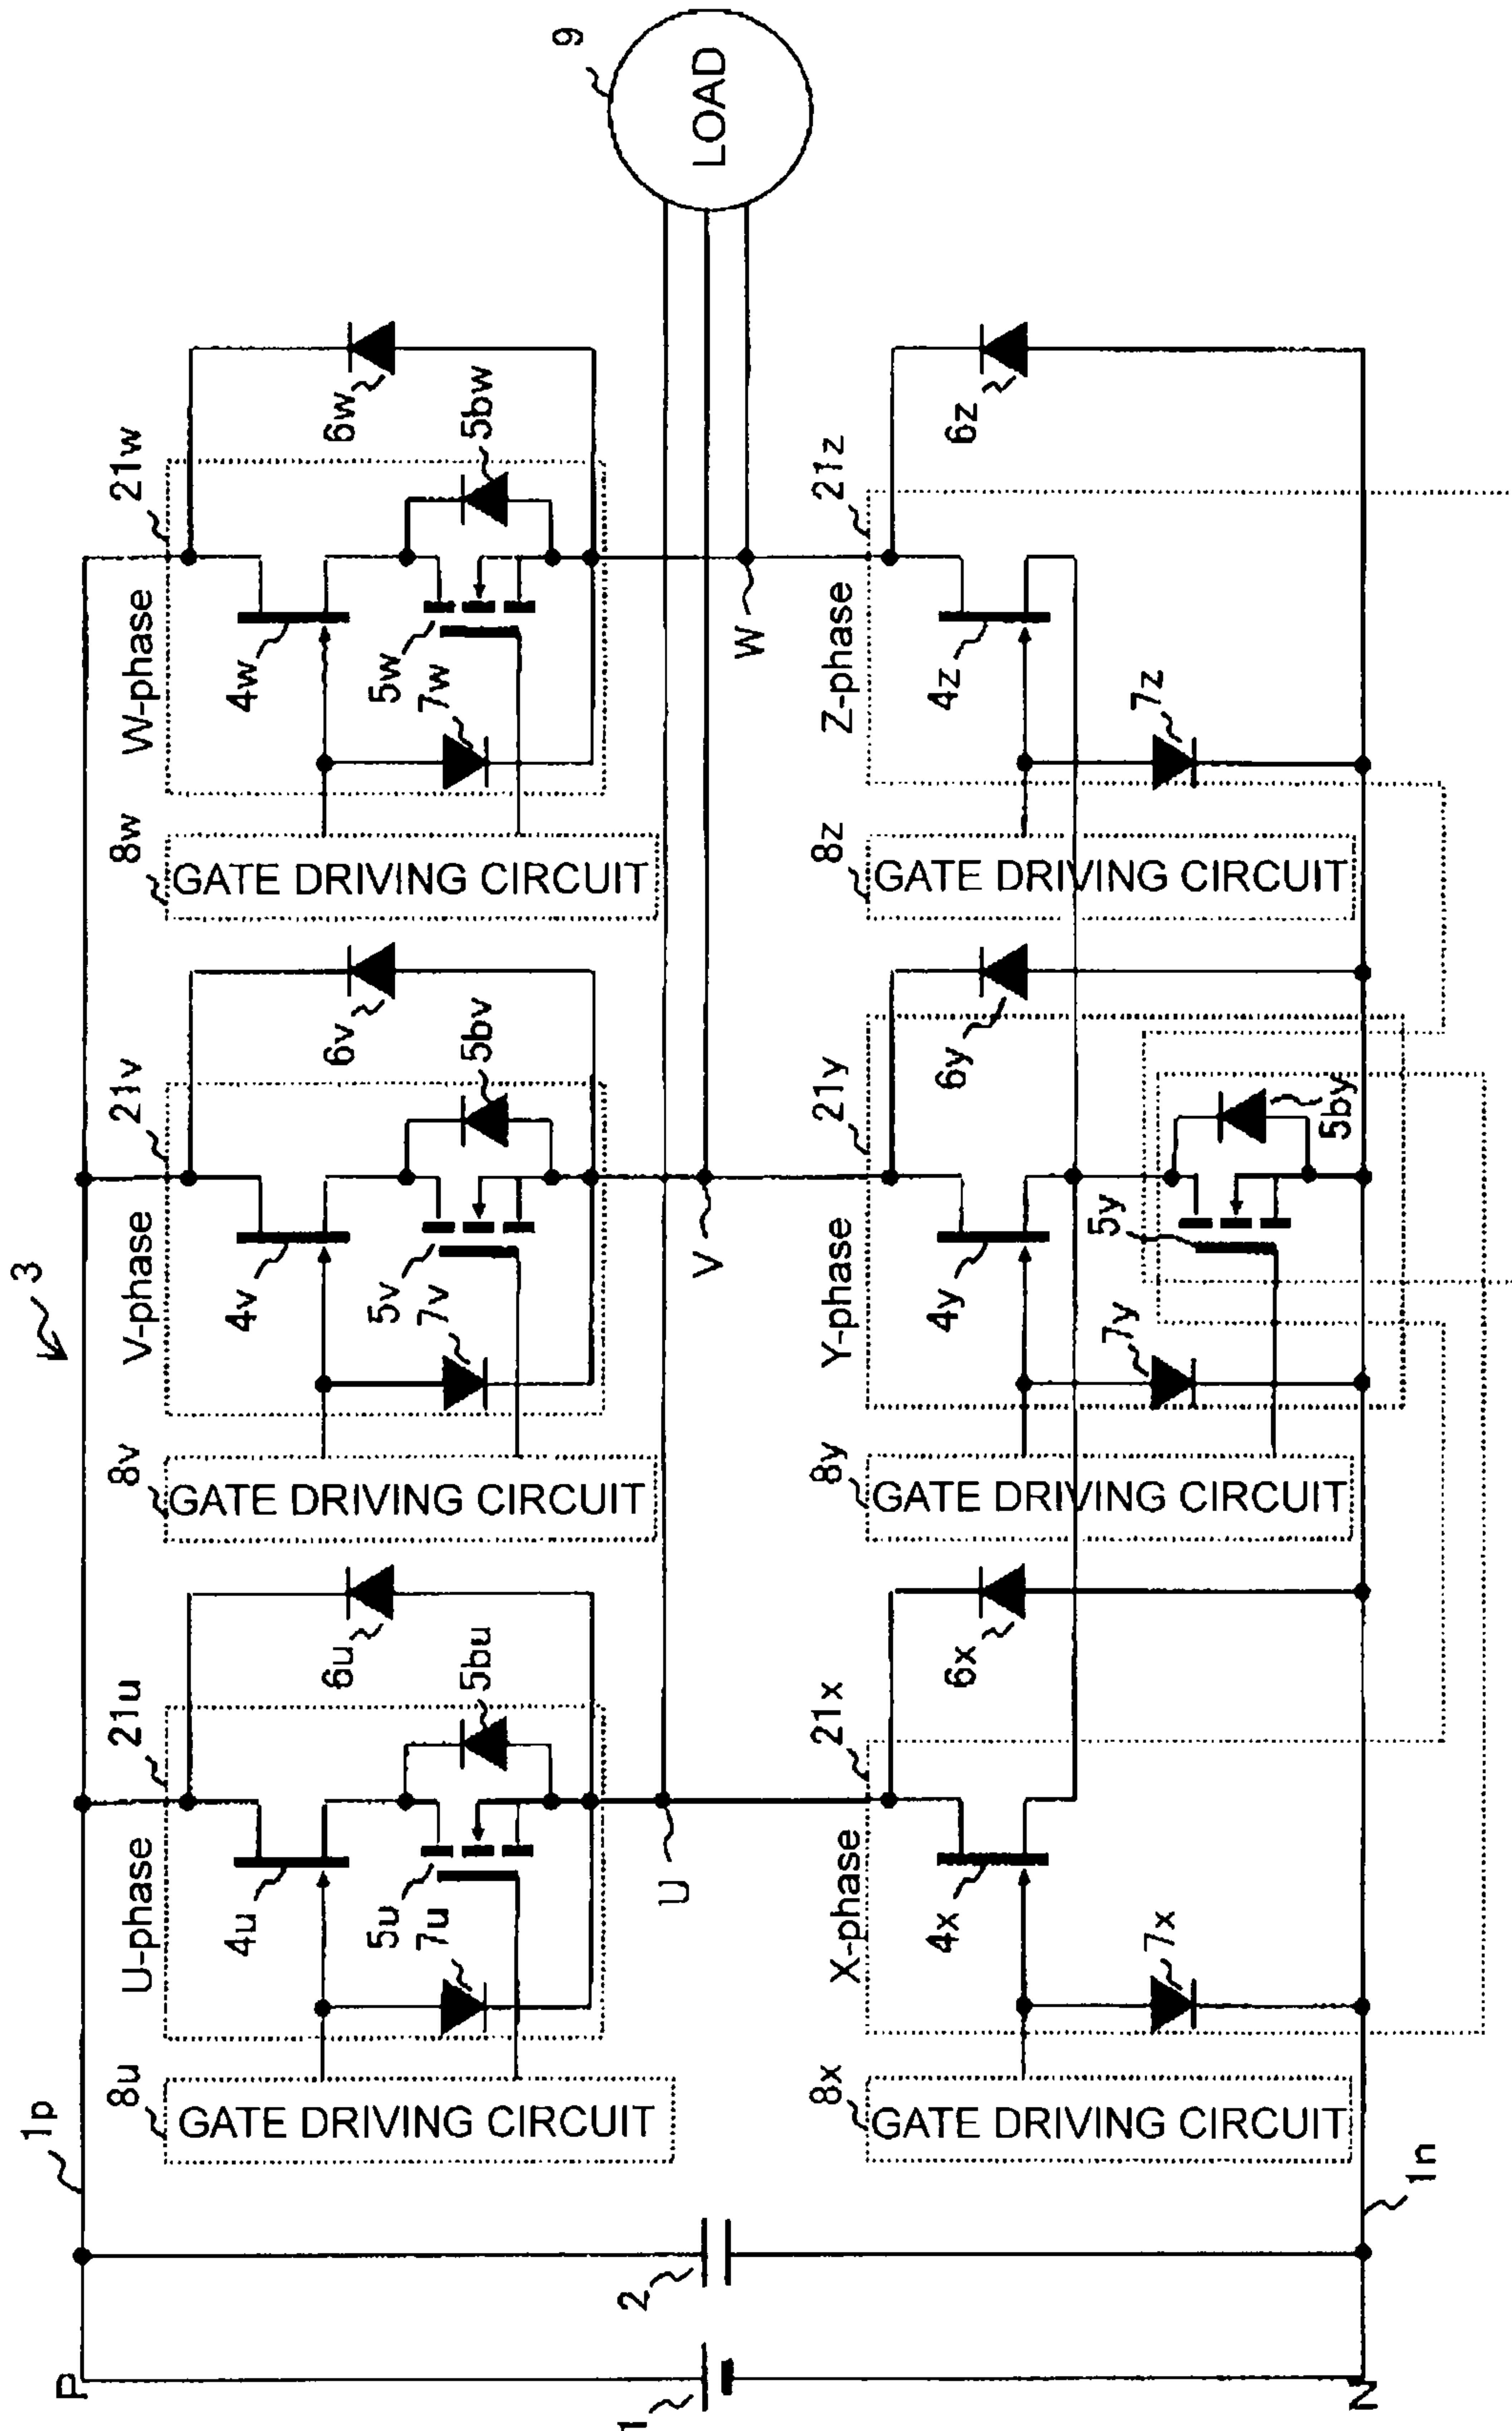 3
P
1p
1
2
N
1n
U-phase
21u
4u
5u
7u
5bu
6u
8u
GATE DRIVING CIRCUIT
V-phase
21v
4v
5v
7v
5bv
6v
8v
GATE DRIVING CIRCUIT
W-phase
21w
4w
5w
7w
5bw
6w
8w
GATE DRIVING CIRCUIT
U
V
W
9
LOAD
X-phase
21x
4x
7x
6x
8x
GATE DRIVING CIRCUIT
Y-phase
21y
4y
5y
7y
5by
6y
8y
GATE DRIVING CIRCUIT
Z-phase
21z
4z
7z
6z
8z
GATE DRIVING CIRCUIT